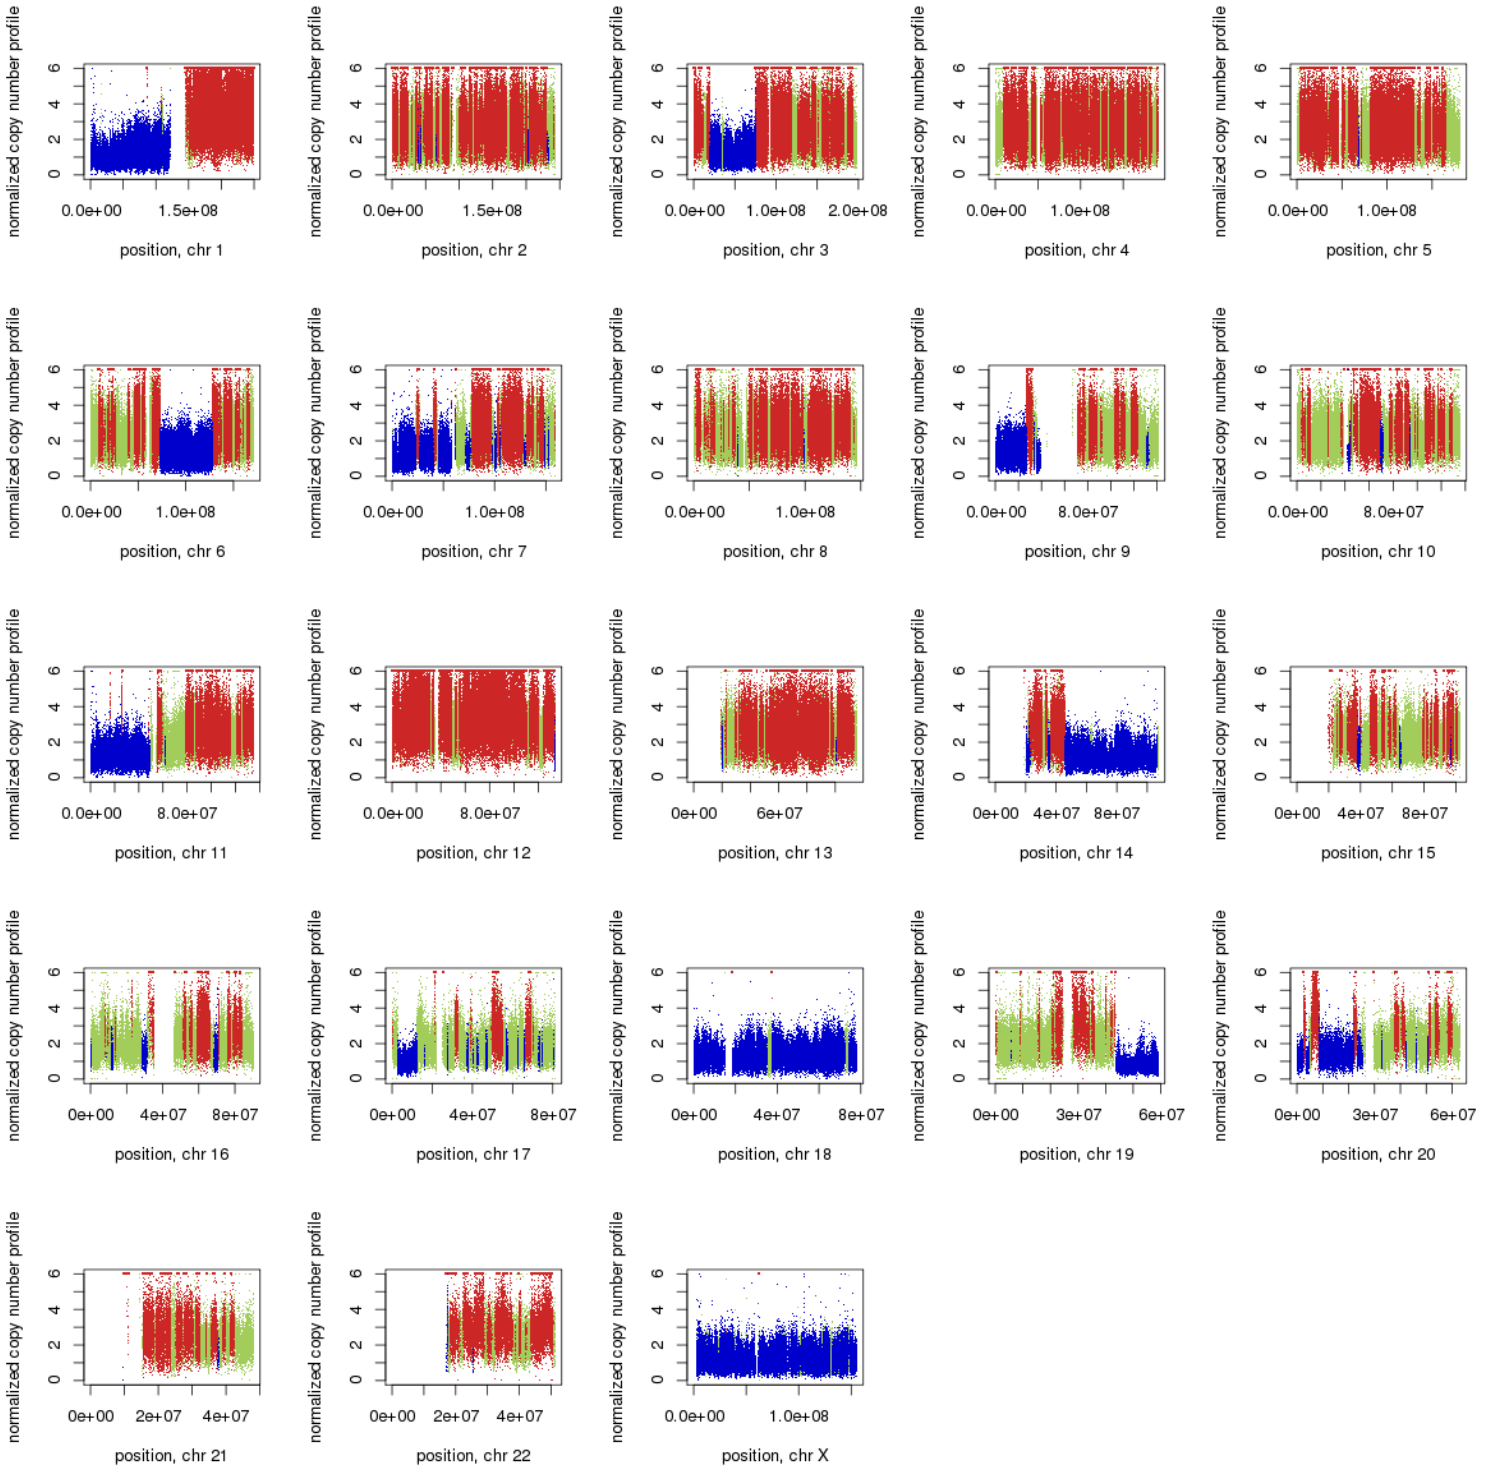 normalized copy number profile
0 2 4 6
0.0e+00 1.5e+08
position, chr 1
normalized copy number profile
0 2 4 6
0.0e+00 1.5e+08
position, chr 2
normalized copy number profile
0 2 4 6
0.0e+00 1.0e+08 2.0e+08
position, chr 3
normalized copy number profile
0 2 4 6
0.0e+00 1.0e+08
position, chr 4
normalized copy number profile
0 2 4 6
0.0e+00 1.0e+08
position, chr 5
normalized copy number profile
0 2 4 6
0.0e+00 1.0e+08
position, chr 6
normalized copy number profile
0 2 4 6
0.0e+00 1.0e+08
position, chr 7
normalized copy number profile
0 2 4 6
0.0e+00 1.0e+08
position, chr 8
normalized copy number profile
0 2 4 6
0.0e+00 8.0e+07
position, chr 9
normalized copy number profile
0 2 4 6
0.0e+00 8.0e+07
position, chr 10
normalized copy number profile
0 2 4 6
0.0e+00 8.0e+07
position, chr 11
normalized copy number profile
0 2 4 6
0.0e+00 8.0e+07
position, chr 12
normalized copy number profile
0 2 4 6
0e+00 6e+07
position, chr 13
normalized copy number profile
0 2 4 6
0e+00 4e+07 8e+07
position, chr 14
normalized copy number profile
0 2 4 6
0e+00 4e+07 8e+07
position, chr 15
normalized copy number profile
0 2 4 6
0e+00 4e+07 8e+07
position, chr 16
normalized copy number profile
0 2 4 6
0e+00 4e+07 8e+07
position, chr 17
normalized copy number profile
0 2 4 6
0e+00 4e+07 8e+07
position, chr 18
normalized copy number profile
0 2 4 6
0e+00 3e+07 6e+07
position, chr 19
normalized copy number profile
0 2 4 6
0e+00 3e+07 6e+07
position, chr 20
normalized copy number profile
0 2 4 6
0e+00 2e+07 4e+07
position, chr 21
normalized copy number profile
0 2 4 6
0e+00 2e+07 4e+07
position, chr 22
normalized copy number profile
0 2 4 6
0.0e+00 1.0e+08
position, chr X